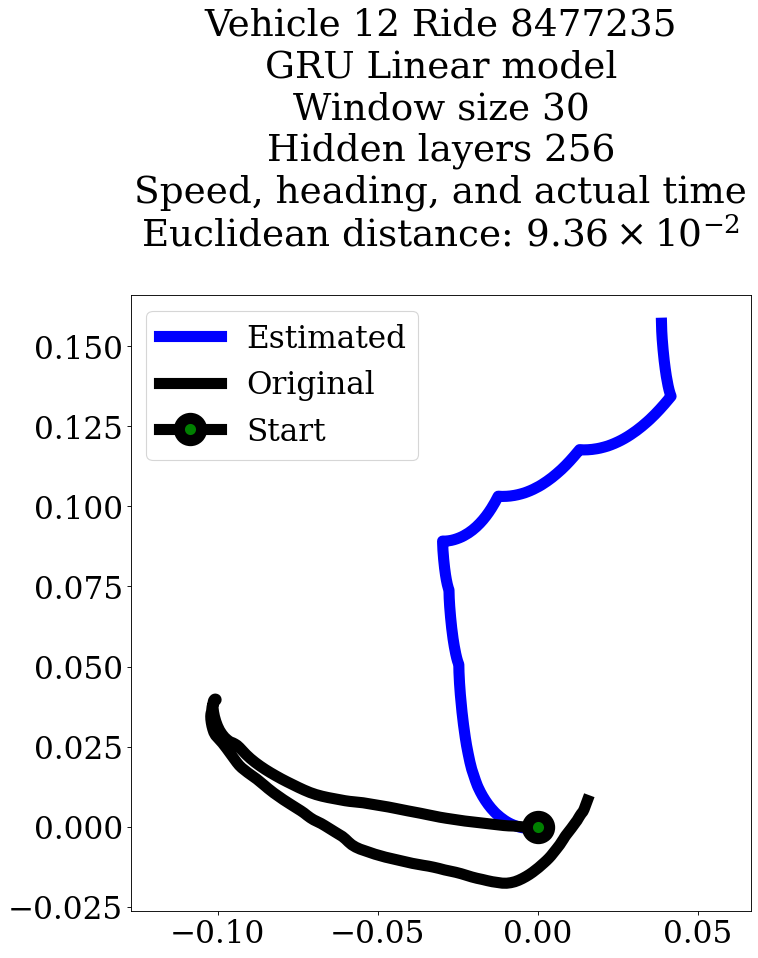 Vehicle 12 Ride 8477235
GRU Linear model
Window size 30
Hidden layers 256
Speed, heading, and actual time
Euclidean distance: 9.36 × 10⁻²
Estimated
Original
Start
0.150
0.125
0.100
0.075
0.050
0.025
0.000
−0.025
−0.10 −0.05 0.00 0.05